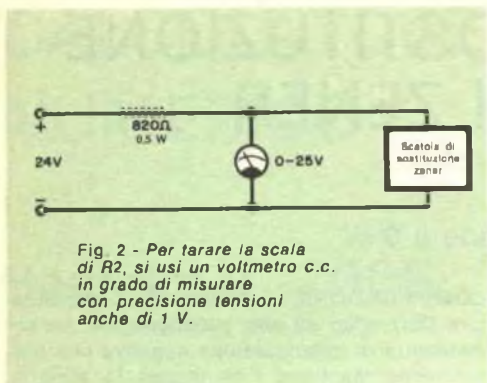 OSTITUZIONE
820Ω
0,5 W
+
24V
0-25V
Scatola di
sostituzione
zener
Fig. 2 - Per tarare la scala
di R2, si usi un voltmetro c.c.
in grado di misurare
con precisione tensioni
anche di 1 V.